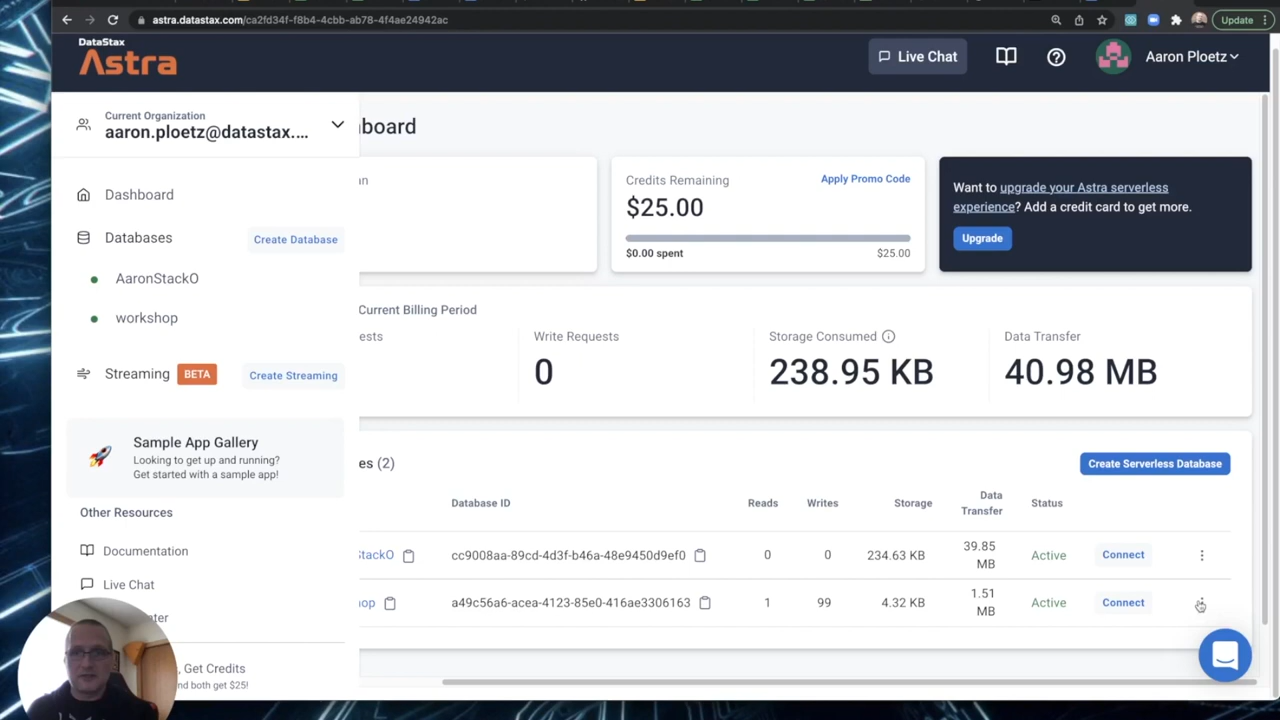 astra.datastax.com/ca2fd34f-f8b4-4cbb-ab78-4f4ae24942ac
Update
DataStax
Astra
Live Chat
Aaron Ploetz
Current Organization
aaron.ploetz@datastax....
board
Dashboard
Databases
Create Database
AaronStackO
workshop
Streaming
BETA
Create Streaming
Sample App Gallery
Looking to get up and running?
Get started with a sample app!
Other Resources
Documentation
Live Chat
, Get Credits
nd both get $25!
Credits Remaining
Apply Promo Code
$25.00
$0.00 spent
$25.00
Want to upgrade your Astra serverless
experience? Add a credit card to get more.
Upgrade
Current Billing Period
ests
Write Requests
0
Storage Consumed
238.95 KB
Data Transfer
40.98 MB
es (2)
Create Serverless Database
Database ID
Reads
Writes
Storage
Data
Transfer
Status
StackO
cc9008aa-89cd-4d3f-b46a-48e9450d9ef0
0
0
234.63 KB
39.85
MB
Active
Connect
hop
a49c56a6-acea-4123-85e0-416ae3306163
1
99
4.32 KB
1.51
MB
Active
Connect